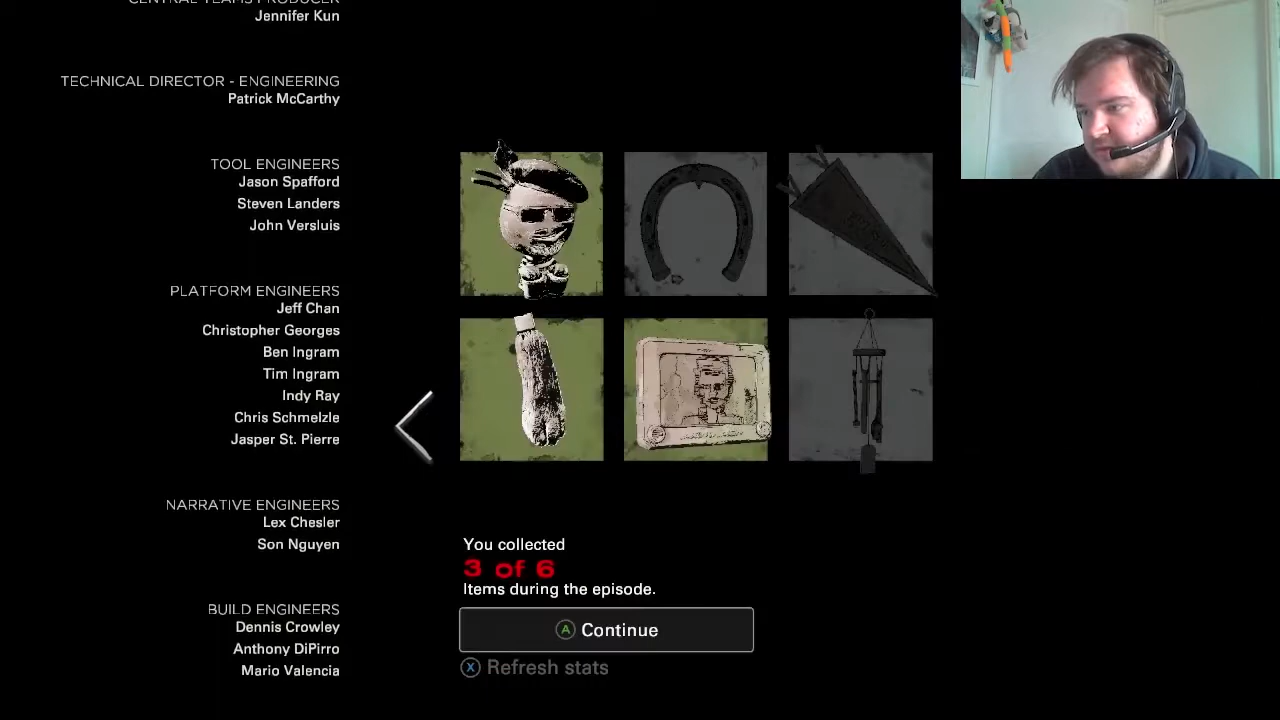 CENTRAL TEAMS PRODUCER
Jennifer Kun
TECHNICAL DIRECTOR - ENGINEERING
Patrick McCarthy
TOOL ENGINEERS
Jason Spafford
Steven Landers
John Versluis
PLATFORM ENGINEERS
Jeff Chan
Christopher Georges
Ben Ingram
Tim Ingram
Indy Ray
Chris Schmelzle
Jasper St. Pierre
NARRATIVE ENGINEERS
Lex Chesler
Son Nguyen
BUILD ENGINEERS
Dennis Crowley
Anthony DiPirro
Mario Valencia
You collected
3 of 6
Items during the episode.
A Continue
X Refresh stats